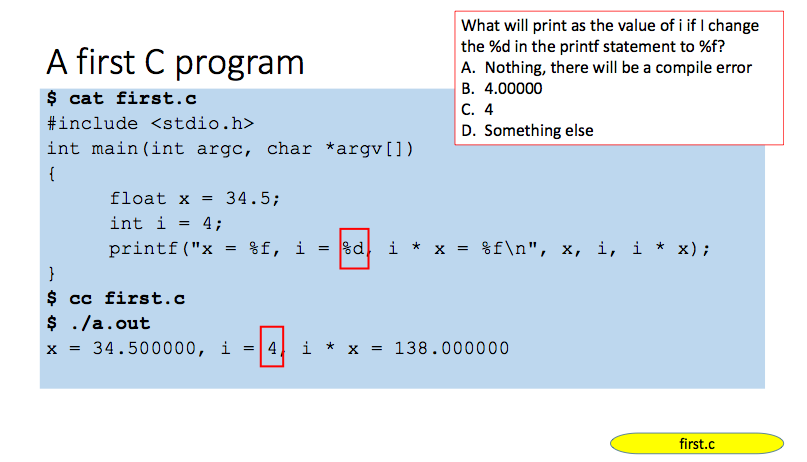 What will print as the value of i if I change
the %d in the printf statement to %f?
A. Nothing, there will be a compile error
B. 4.00000
C. 4
D. Something else
A first C program
$ cat first.c
#include <stdio.h>
int main(int argc, char *argv[])
{
float x = 34.5;
int i = 4;
printf("x = %f, i = %d, i * x = %f\n", x, i, i * x);
}
$ cc first.c
$ ./a.out
x = 34.500000, i = 4, i * x = 138.000000
first.c